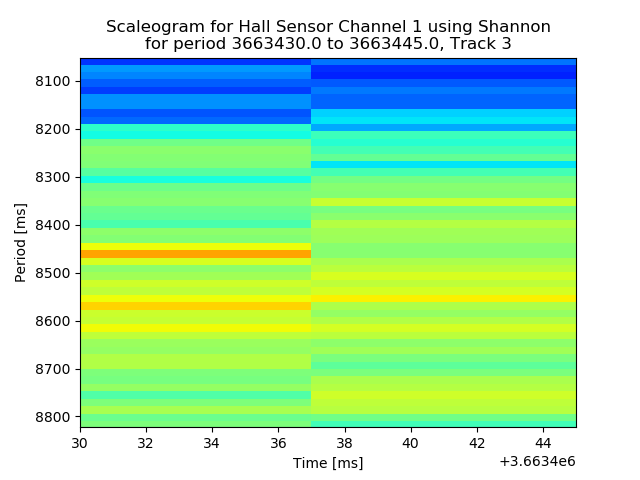 Scaleogram for Hall Sensor Channel 1 using Shannon
for period 3663430.0 to 3663445.0, Track 3
8100
8200
8300
8400
8500
8600
8700
8800
Period [ms]
30 32 34 36 38 40 42 44
Time [ms]
+3.6634e6